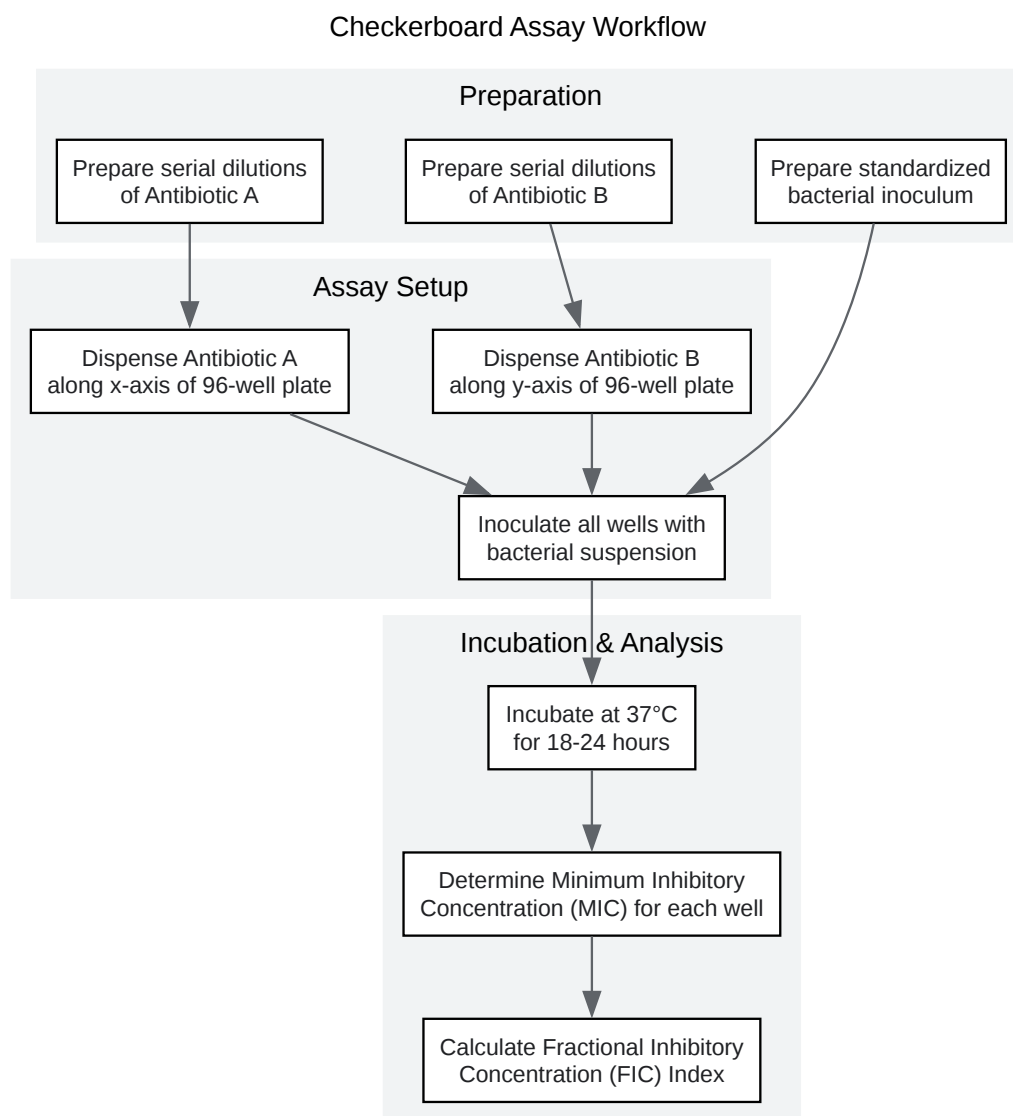 Checkerboard Assay Workflow
Preparation
Prepare serial dilutions
of Antibiotic A
Prepare serial dilutions
of Antibiotic B
Prepare standardized
bacterial inoculum
Assay Setup
Dispense Antibiotic A
along x-axis of 96-well plate
Dispense Antibiotic B
along y-axis of 96-well plate
Inoculate all wells with
bacterial suspension
Incubation & Analysis
Incubate at 37°C
for 18-24 hours
Determine Minimum Inhibitory
Concentration (MIC) for each well
Calculate Fractional Inhibitory
Concentration (FIC) Index